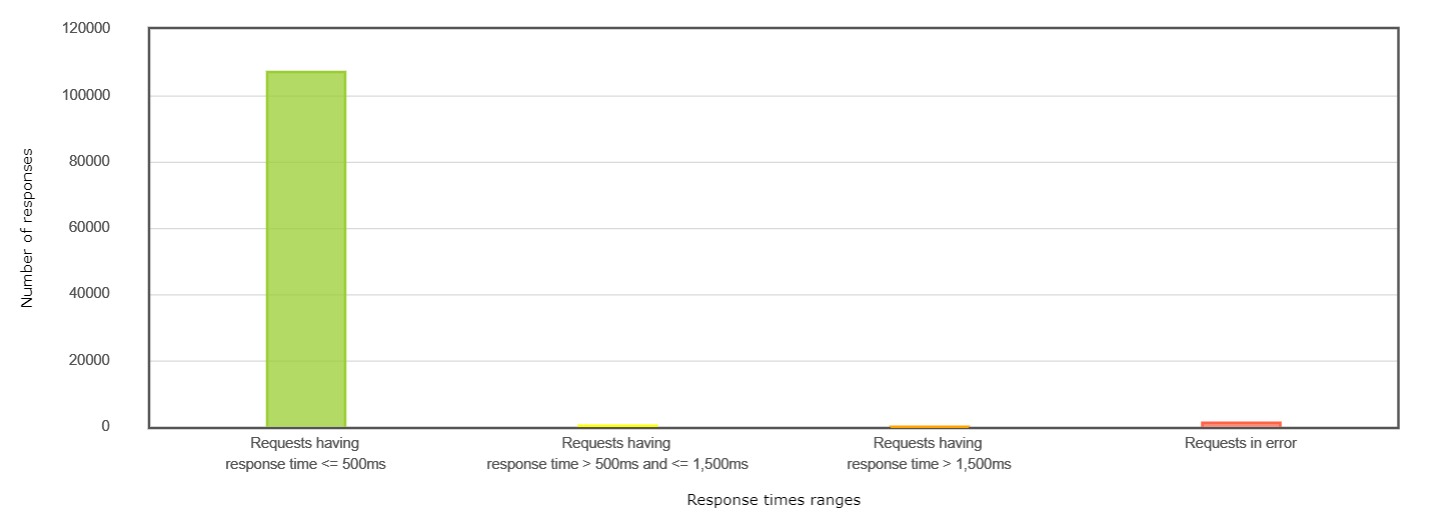 120000
100000
80000
60000
40000
20000
0
Number of responses
Requests having
response time <= 500ms
Requests having
response time > 500ms and <= 1,500ms
Requests having
response time > 1,500ms
Requests in error
Response times ranges